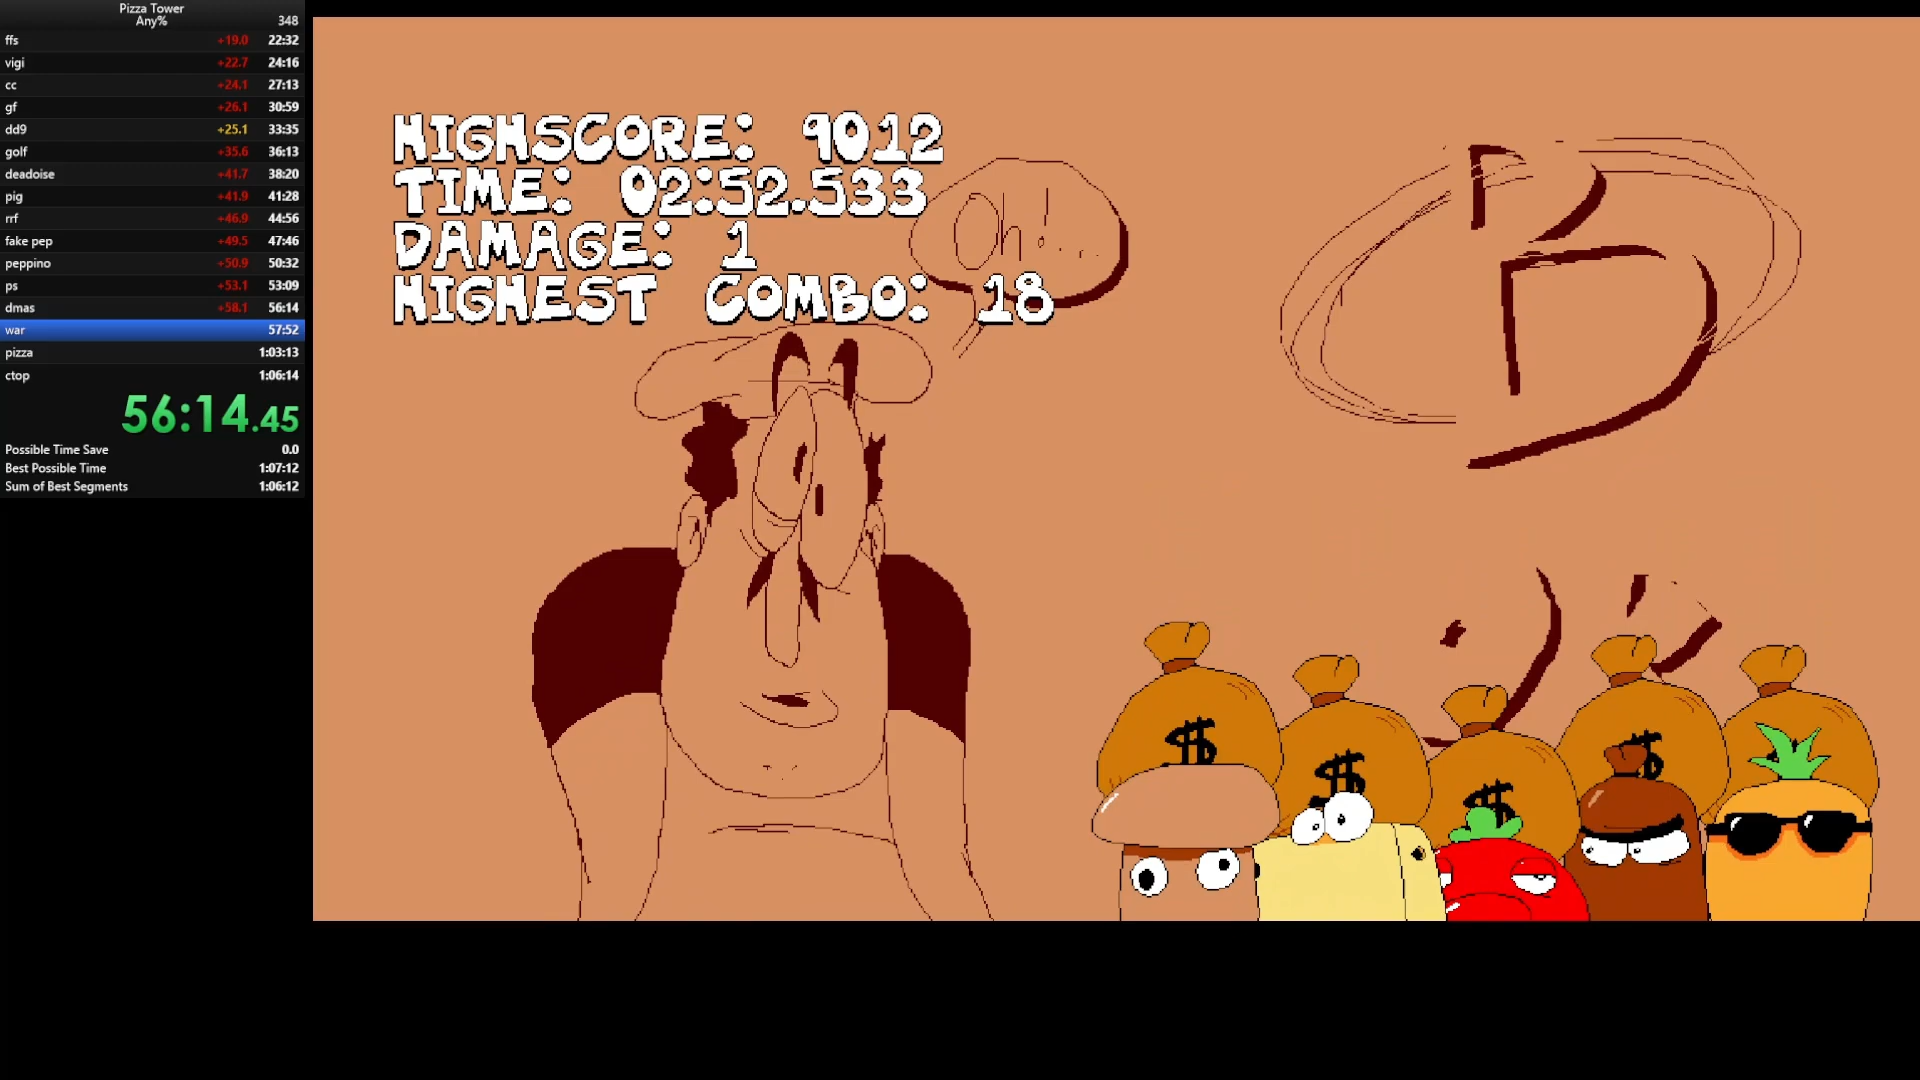 Pizza Tower
Any% 348
ffs +19.0 22:32
vigi +22.7 24:16
cc +24.1 27:13
gf +26.1 30:59
dd9 +25.1 33:35
golf +35.6 36:13
deadoise +41.7 38:20
pig +41.9 41:28
rrf +46.9 44:56
fake pep +49.5 47:46
peppino +50.9 50:32
ps +53.1 53:09
dmas +58.1 56:14
war 57:52
pizza 1:03:13
ctop 1:06:14
56:14.45
Possible Time Save 0.0
Best Possible Time 1:07:12
Sum of Best Segments 1:06:12
HIGHSCORE: 9012
TIME: 02:52.533
DAMAGE: 1
HIGHEST COMBO: 18
Oh!...
$ $ $ $